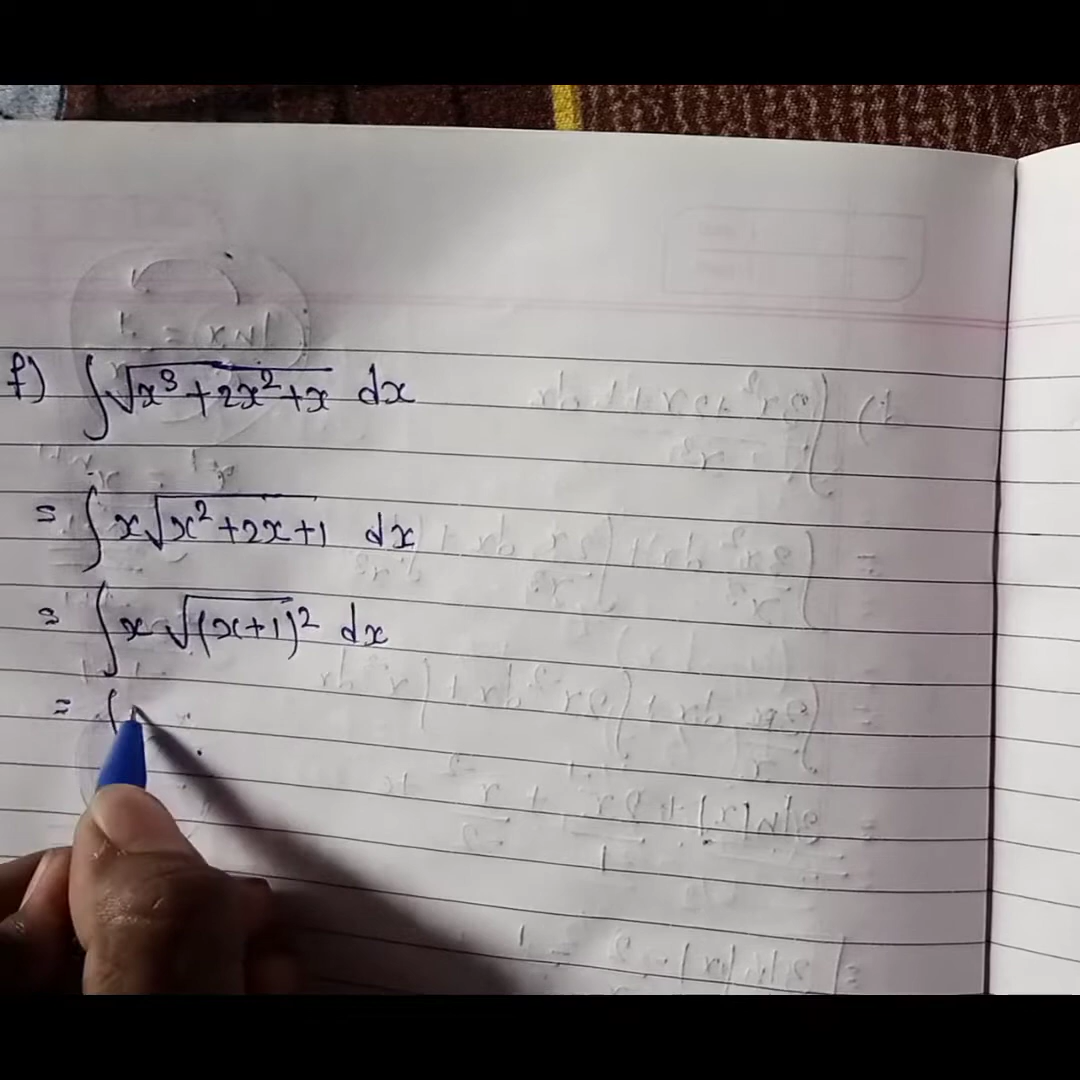 f) ∫√x³+2x²+x dx
= ∫ x√x²+2x+1 dx
= ∫ x √(x+1)² dx
= ∫